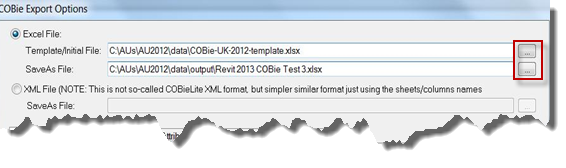 COBie Export Options
Excel File:
Template/Initial File: C:\AUs\AU2012\data\COBie-UK-2012-template.xlsx ...
SaveAs File: C:\AUs\AU2012\data\output\Revit 2013 COBie Test 3.xlsx ...
XML File (NOTE: This is not so-called COBieLite XML format, but simpler similar format just using the sheets/columns names
SaveAs File: ...